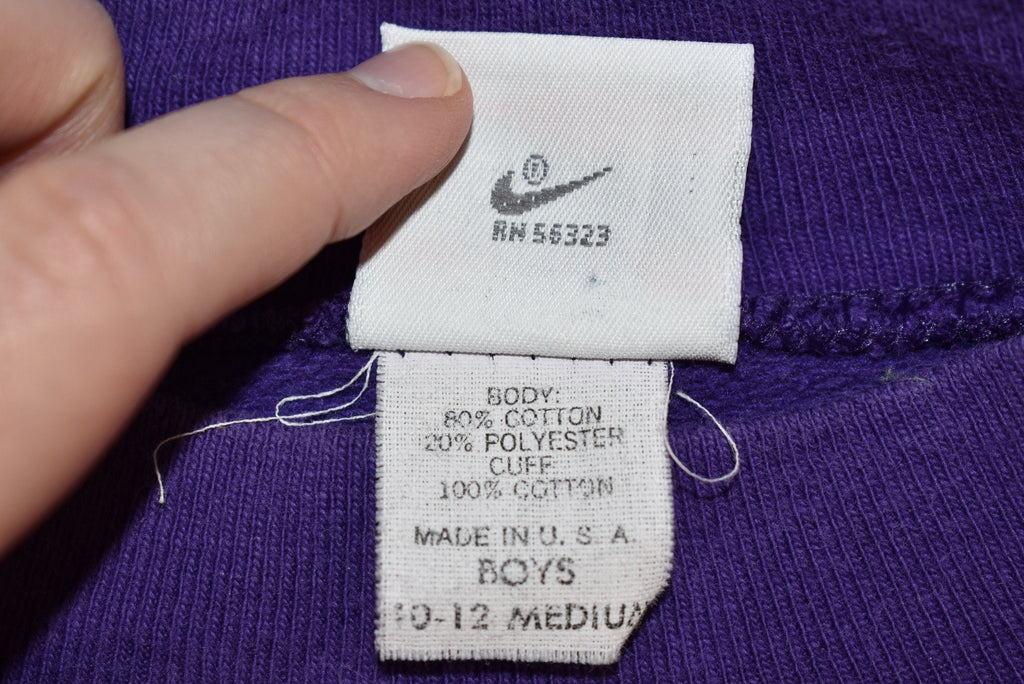 ®
RN 56323
BODY:
80% COTTON
20% POLYESTER
CUFF
100% COTTON
MADE IN U. S. A.
BOYS
10-12 MEDIUM